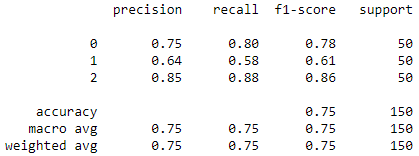 precision recall f1-score support
0 0.75 0.80 0.78 50
1 0.64 0.58 0.61 50
2 0.85 0.88 0.86 50
accuracy 0.75 150
macro avg 0.75 0.75 0.75 150
weighted avg 0.75 0.75 0.75 150